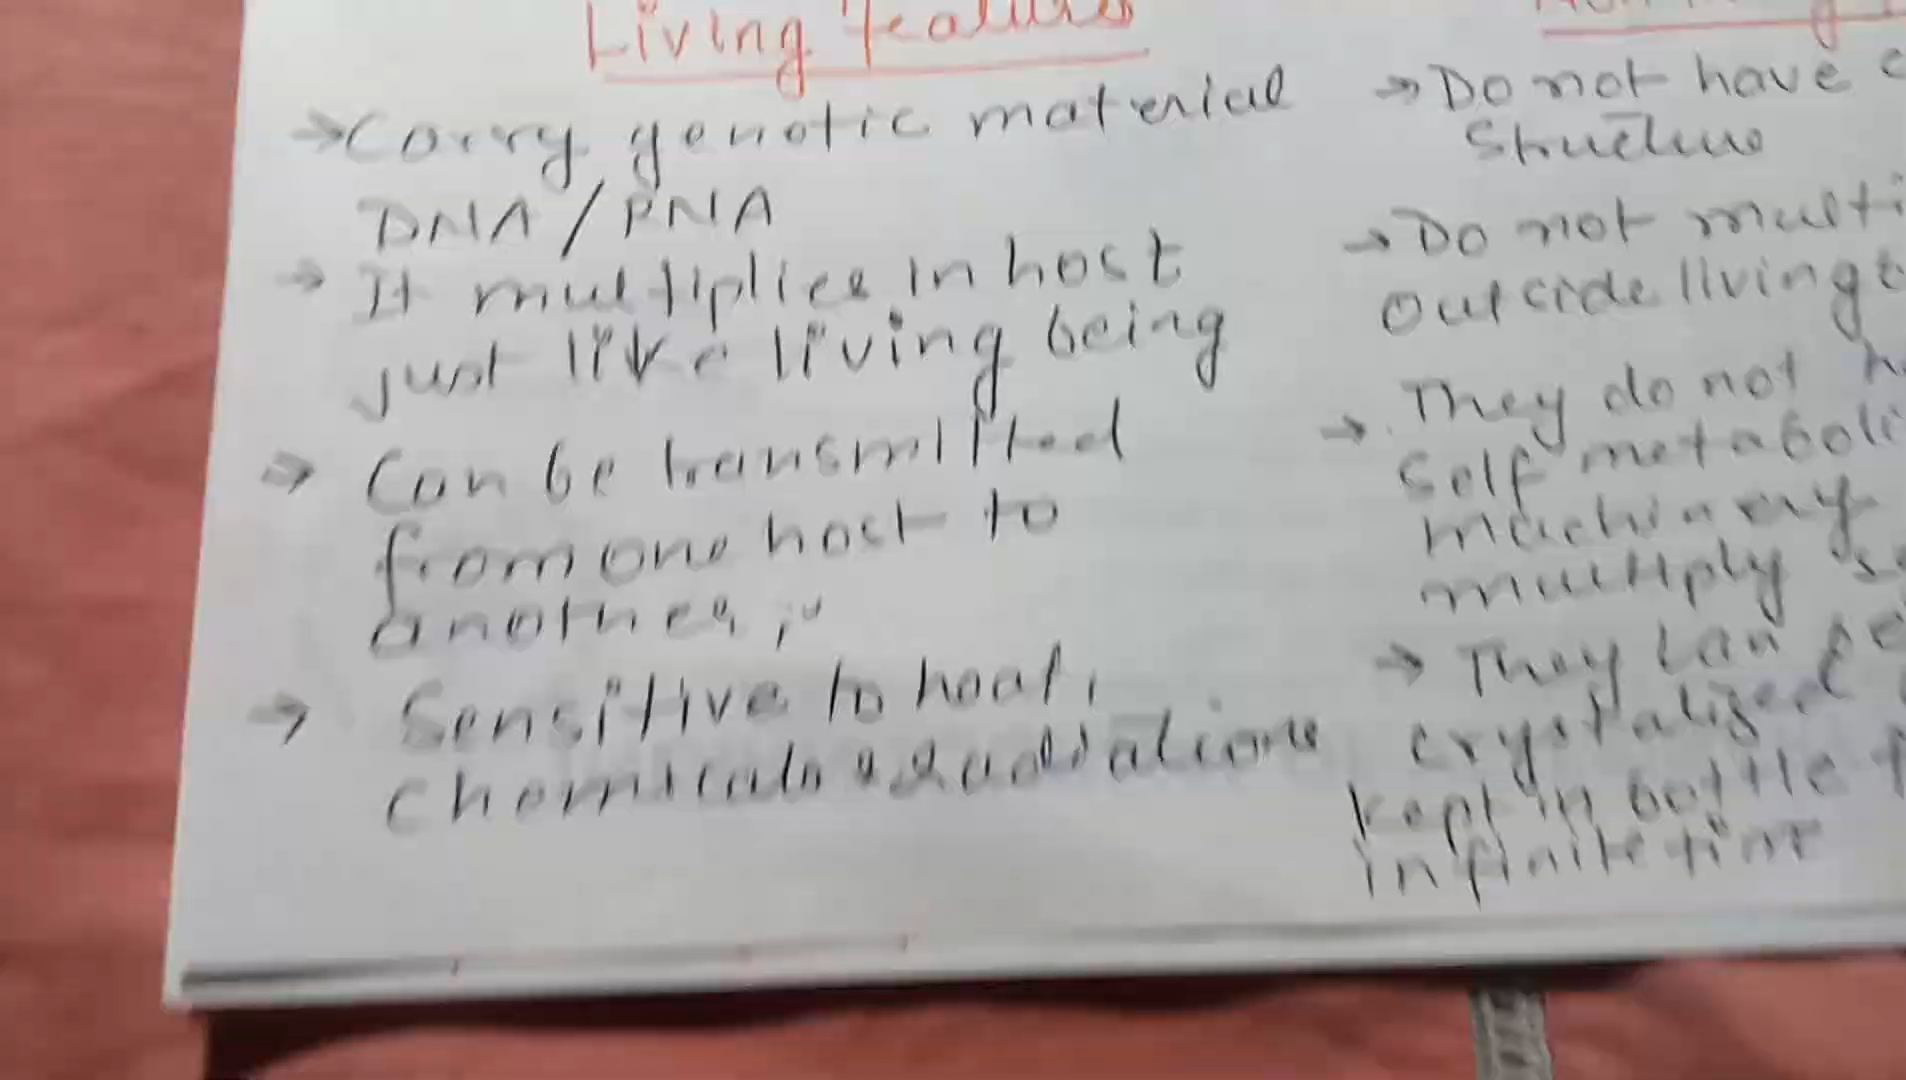 Living features
→ Carry genetic material
DNA/RNA
→ It multiplies in host
just like living being
→ Can be transmitted
from one host to
another
→ Sensitive to heat,
chemicals & radiations
→ Do not have
Structure
→ Do not multi
outside living
→ They do not
self metaboli
machinery
multiply
→ They can be
crystalized
kept in bottle
infinite time